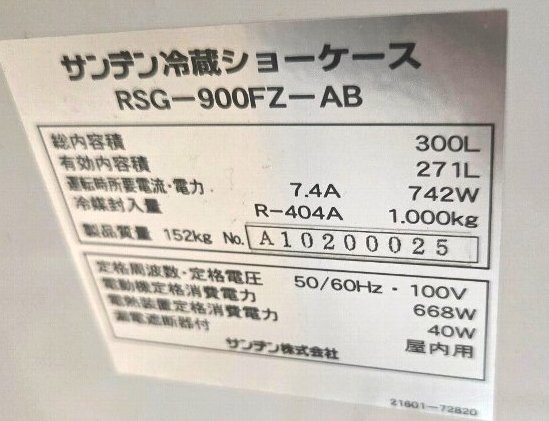 サンデン冷蔵ショーケース
RSG-900FZ-AB
総内容積 300L
有効内容積 271L
運転時所要電流・電力 7.4A 742W
冷媒封入量 R-404A 1.000kg
製品質量 152kg No. A10200025
定格周波数・定格電圧 50/60Hz・100V
電動機定格消費電力 668W
電熱装置定格消費電力 40W
漏電遮断器付 屋内用
サンデン株式会社
21601-72820